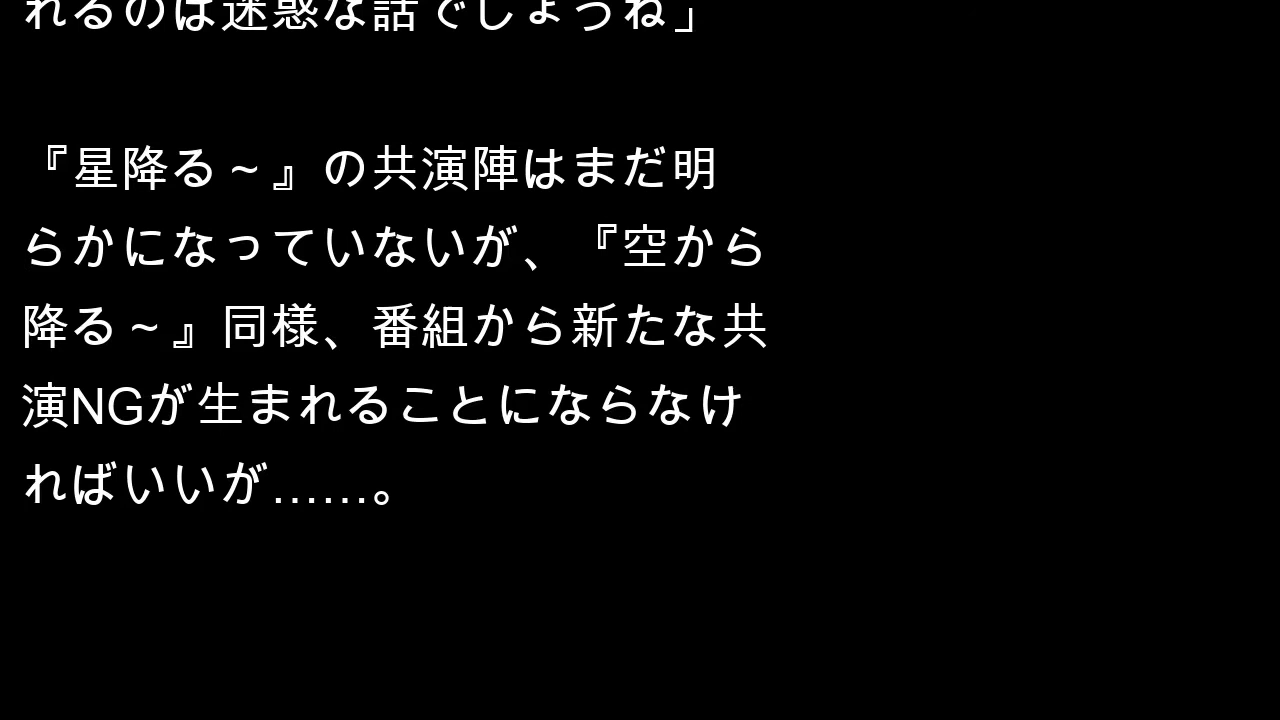 れるのは迷惑な話でしょうね」
『星降る~』の共演陣はまだ明
らかになっていないが、『空から
降る~』同様、番組から新たな共
演NGが生まれることにならなけ
ればいいが……。